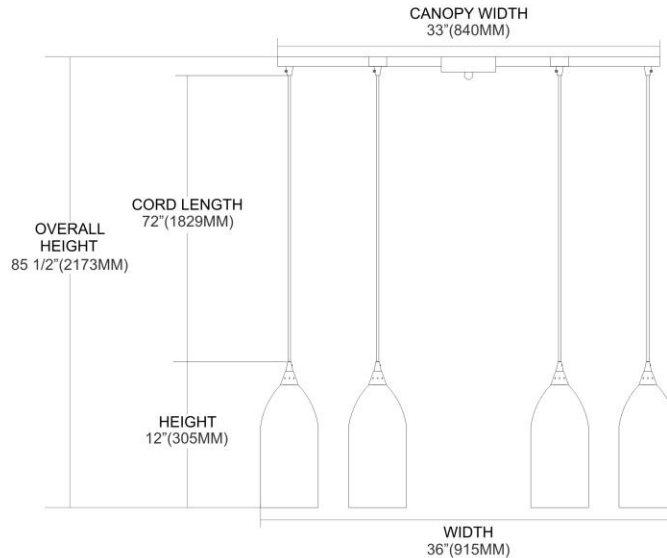 CANOPY WIDTH
33”(840MM)
CORD LENGTH
72”(1829MM)
OVERALL
HEIGHT
85 1/2”(2173MM)
HEIGHT
12”(305MM)
WIDTH
36”(915MM)